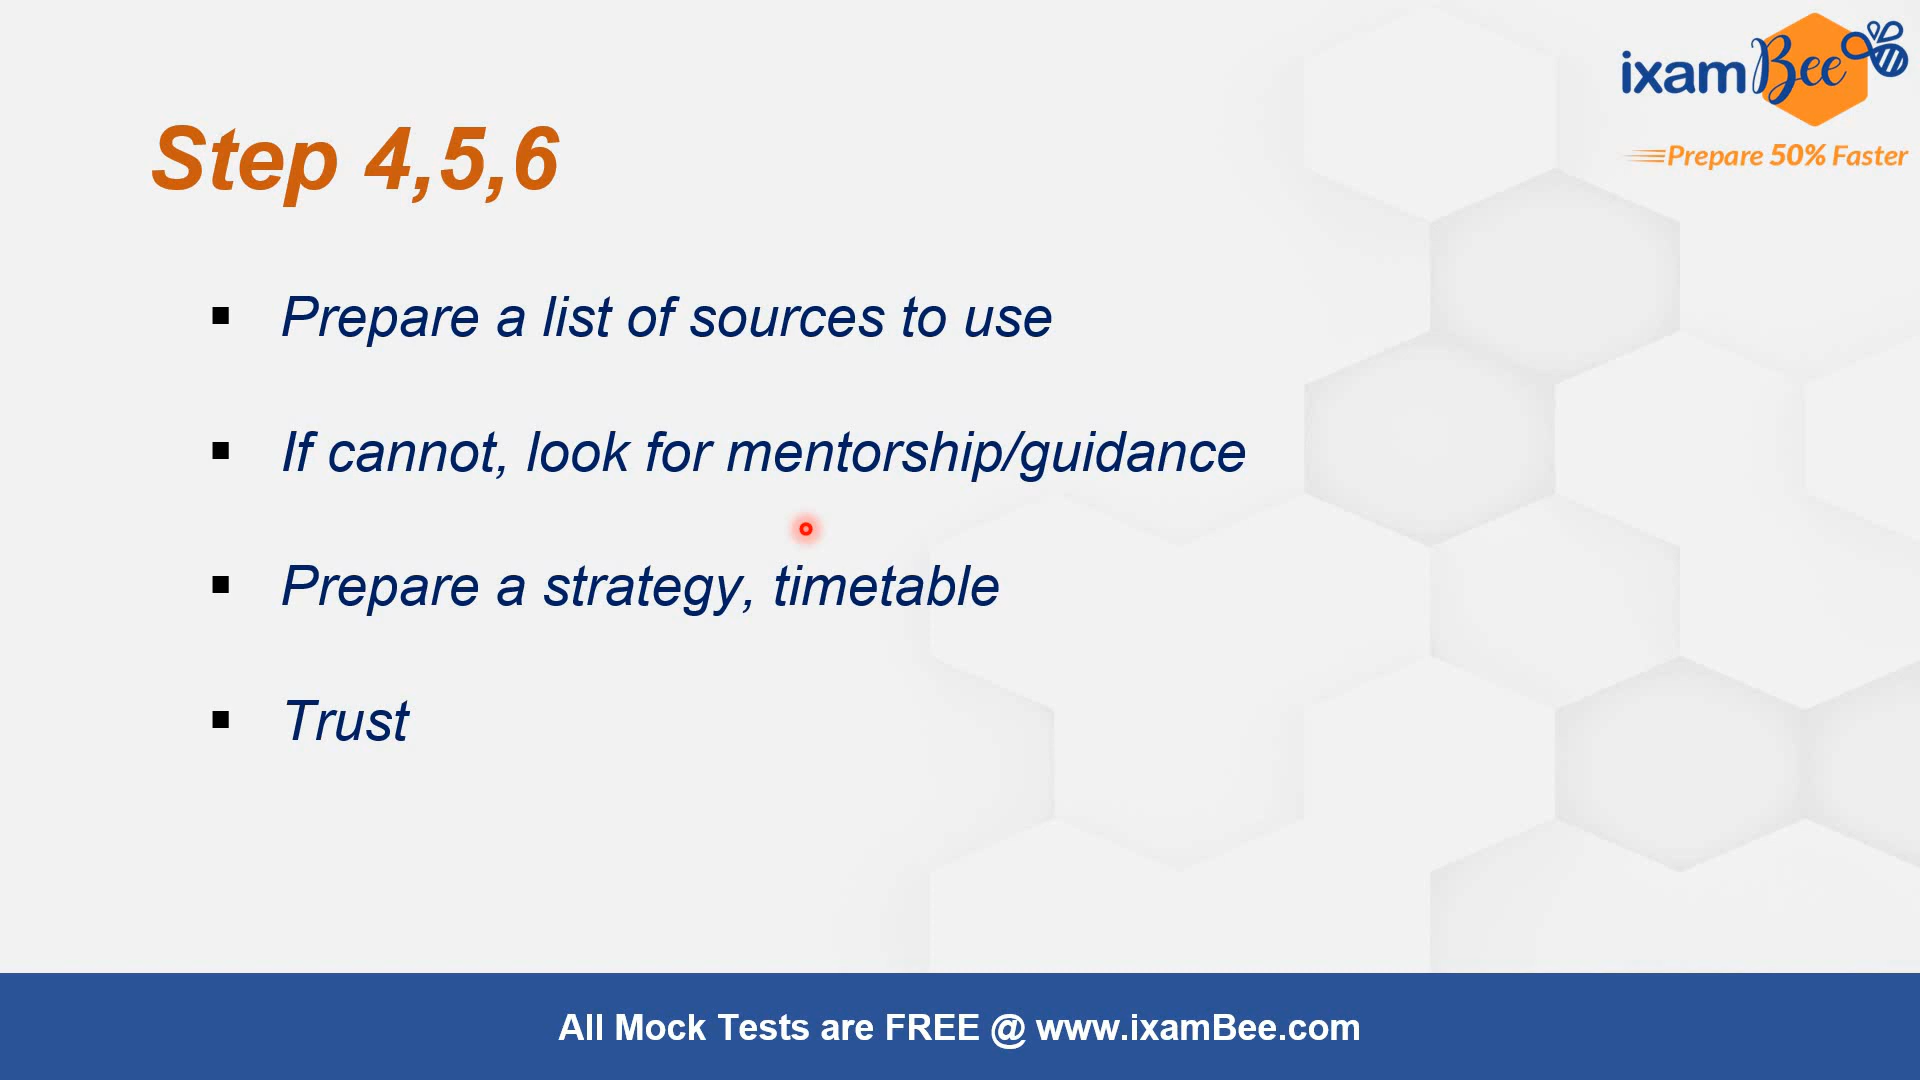 ixamBee
Prepare 50% Faster
Step 4,5,6
Prepare a list of sources to use
If cannot, look for mentorship/guidance
Prepare a strategy, timetable
Trust
All Mock Tests are FREE @ www.ixamBee.com